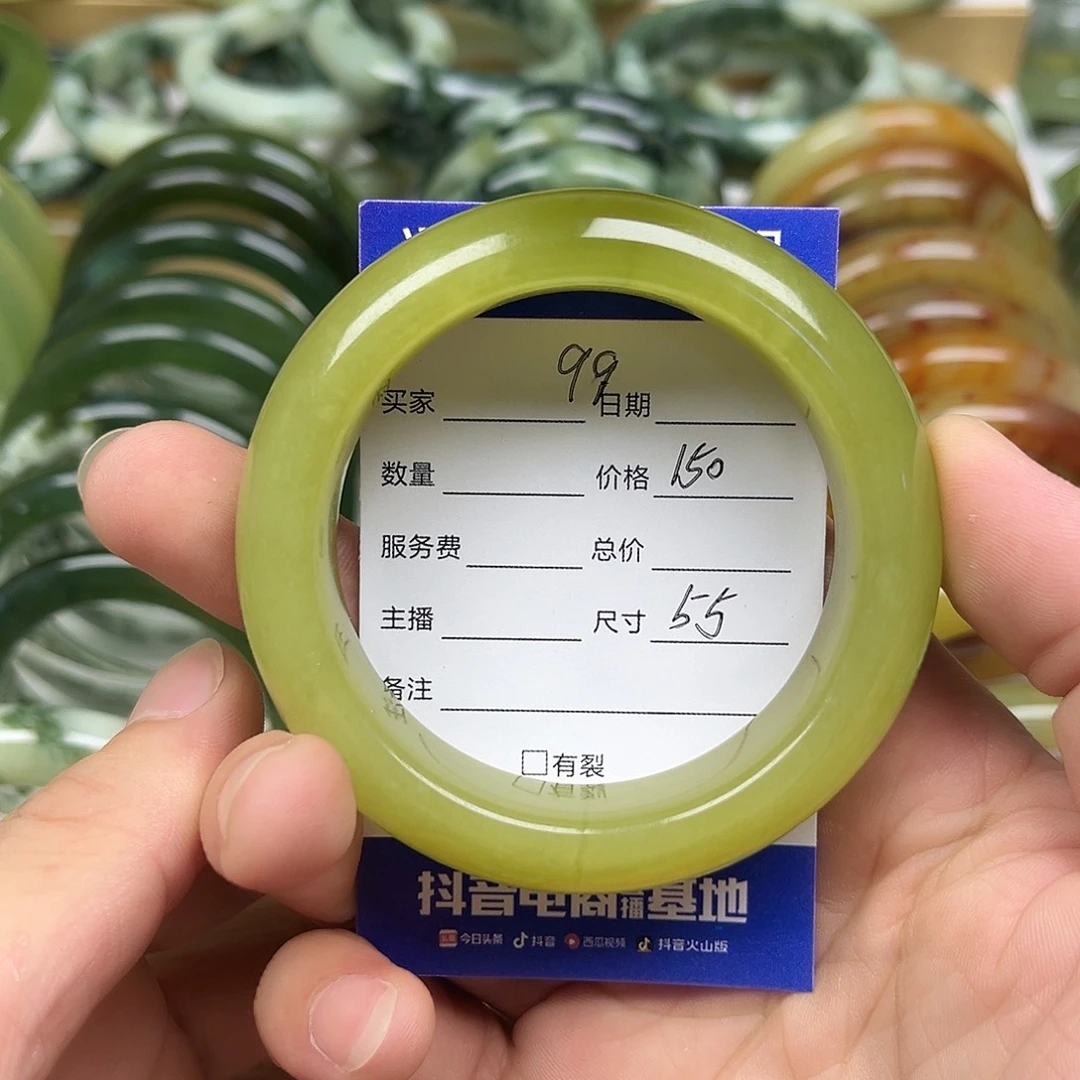 99
买家 日期
数量 价格 150
服务费 总价
主播 尺寸 55
备注
□有裂
抖音电商直播基地
今日头条 抖音 西瓜视频 抖音火山版